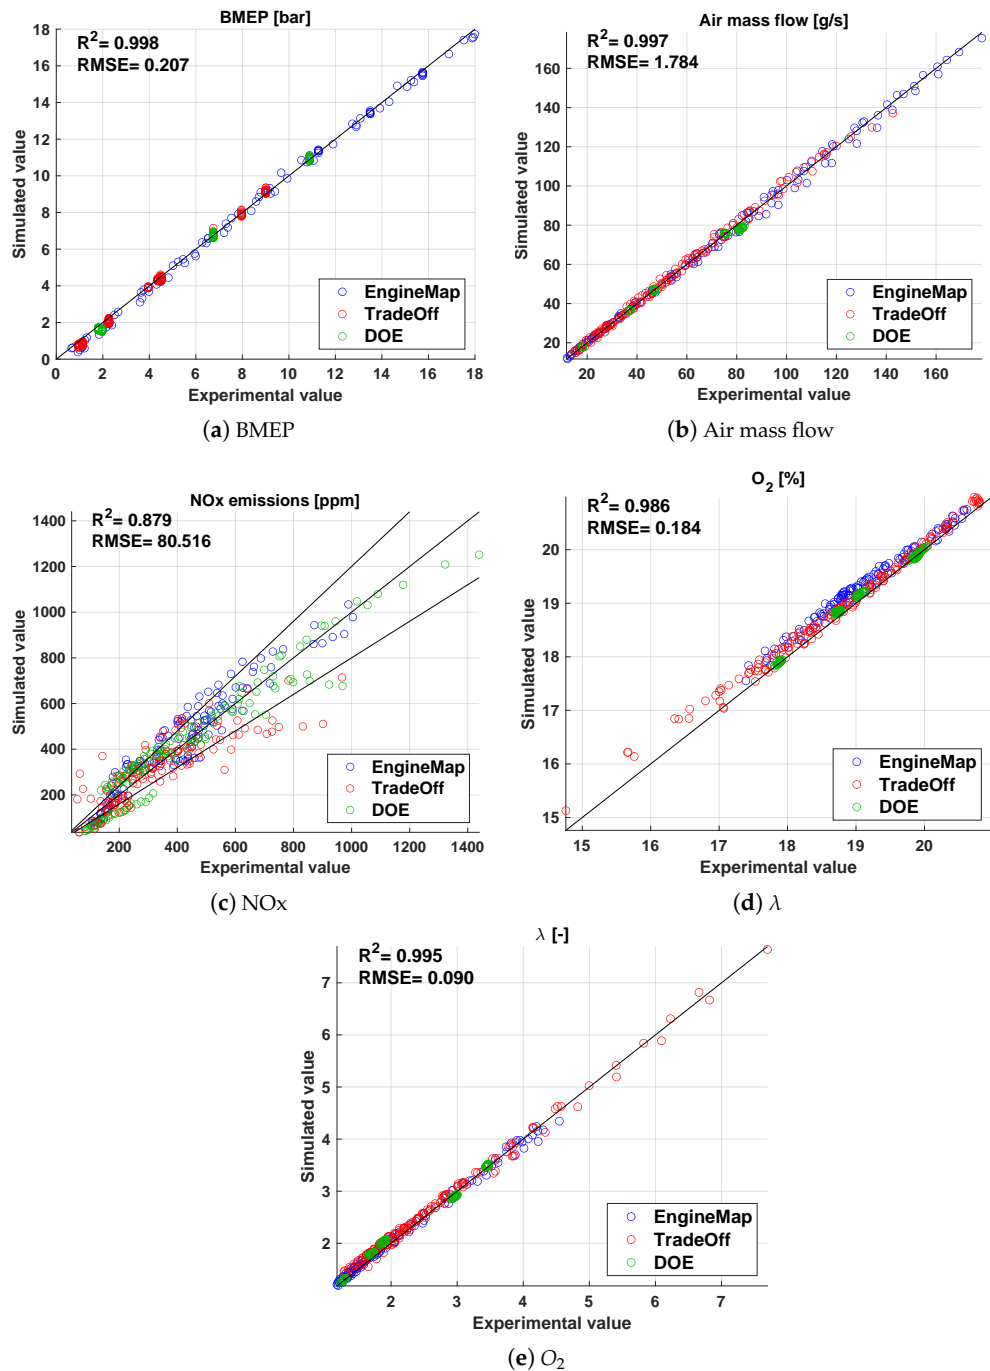 BMEP [bar]
R2= 0.998
RMSE= 0.207
Simulated value
18
16
14
12
10
8
6
4
2
0
EngineMap
TradeOff
DOE
0 2 4 6 8 10 12 14 16 18
Experimental value
(a) BMEP
Air mass flow [g/s]
R2= 0.997
RMSE= 1.784
Simulated value
160
140
120
100
80
60
40
20
EngineMap
TradeOff
DOE
20 40 60 80 100 120 140 160
Experimental value
(b) Air mass flow
NOx emissions [ppm]
R2= 0.879
RMSE= 80.516
Simulated value
1400
1200
1000
800
600
400
200
EngineMap
TradeOff
DOE
200 400 600 800 1000 1200 1400
Experimental value
(c) NOx
O2 [%]
R2= 0.986
RMSE= 0.184
Simulated value
20
19
18
17
16
15
EngineMap
TradeOff
DOE
15 16 17 18 19 20
Experimental value
(d) λ
λ [-]
R2= 0.995
RMSE= 0.090
Simulated value
7
6
5
4
3
2
EngineMap
TradeOff
DOE
2 3 4 5 6 7
Experimental value
(e) O2